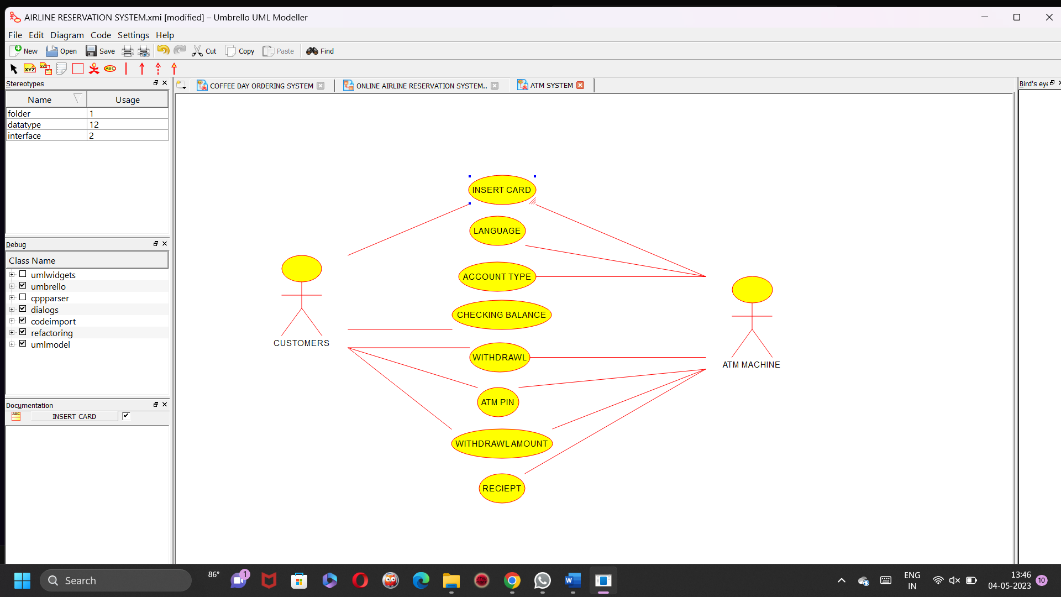 AIRLINE RESERVATION SYSTEM.xmi [modified] – Umbrello UML Modeller
File Edit Diagram Code Settings Help
New Open Save Cut Copy Paste Find
Stereotypes
COFFEE DAY ORDERING SYSTEM ONLINE AIRLINE RESERVATION SYSTEM.. ATM SYSTEM
Bird's eye
Name Usage
folder 1
datatype 12
interface 2
Debug
Class Name
umlwidgets
umbrello
cppparser
dialogs
codeimport
refactoring
umlmodel
Documentation
INSERT CARD
INSERT CARD
LANGUAGE
ACCOUNT TYPE
CHECKING BALANCE
CUSTOMERS
WITHDRAWL
ATM MACHINE
ATM PIN
WITHDRAWLAMOUNT
RECIEPT
Search
86°
1
ENG
IN
13:46
04-05-2023
10